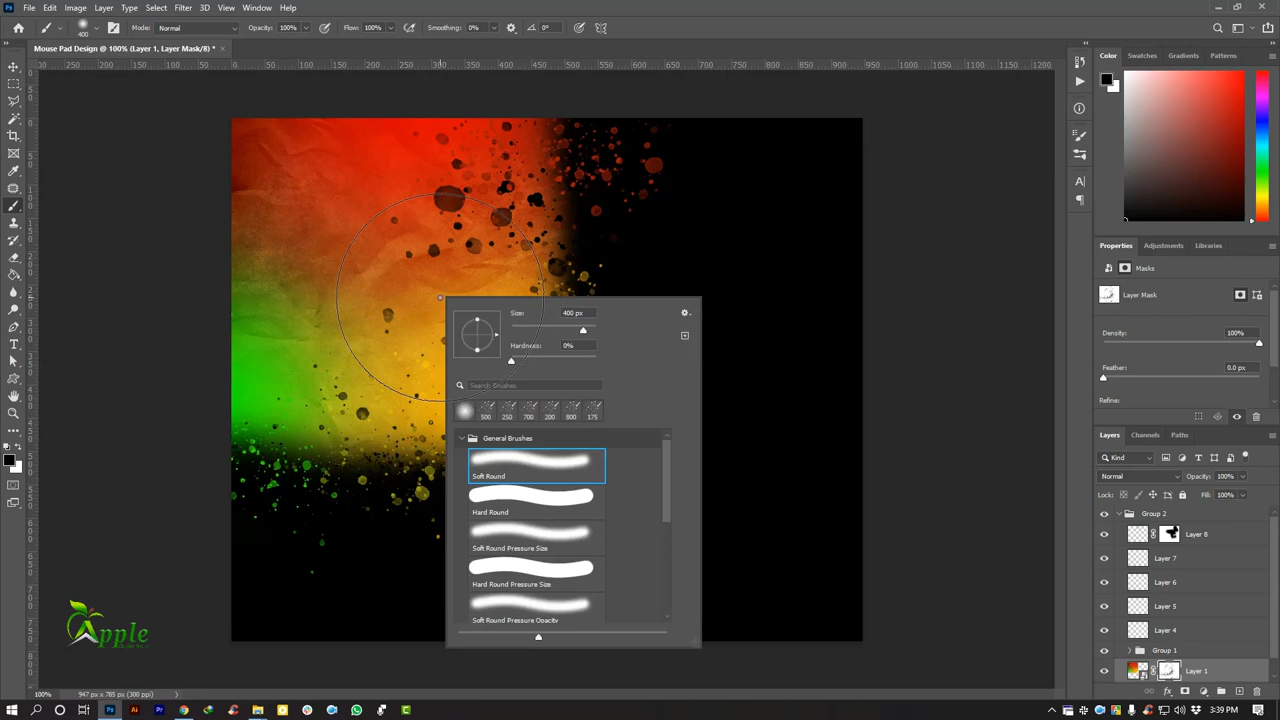 File Edit Image Layer Type Select Filter 3D View Window Help
400 Mode: Normal Opacity: 100% Flow: 100% Smoothing: 0% 0°
Mouse Pad Design @ 100% (Layer 1, Layer Mask/8) *
Color Swatches Gradients Patterns
Properties Adjustments Libraries
Masks
Layer Mask
Density: 100%
Feather: 0.0 px
Refine:
Size: 400 px
Hardness: 0%
Search Brushes
500 250 700 200 800 175
General Brushes
Soft Round
Hard Round
Soft Round Pressure Size
Hard Round Pressure Size
Soft Round Pressure Opacity
Layers Channels Paths
Kind
Normal Opacity: 100%
Lock: Fill: 100%
Group 2
Layer 8
Layer 7
Layer 6
Layer 5
Layer 4
Group 1
Layer 1
Apple
100% 947 px x 785 px (300 ppi)
3:39 PM